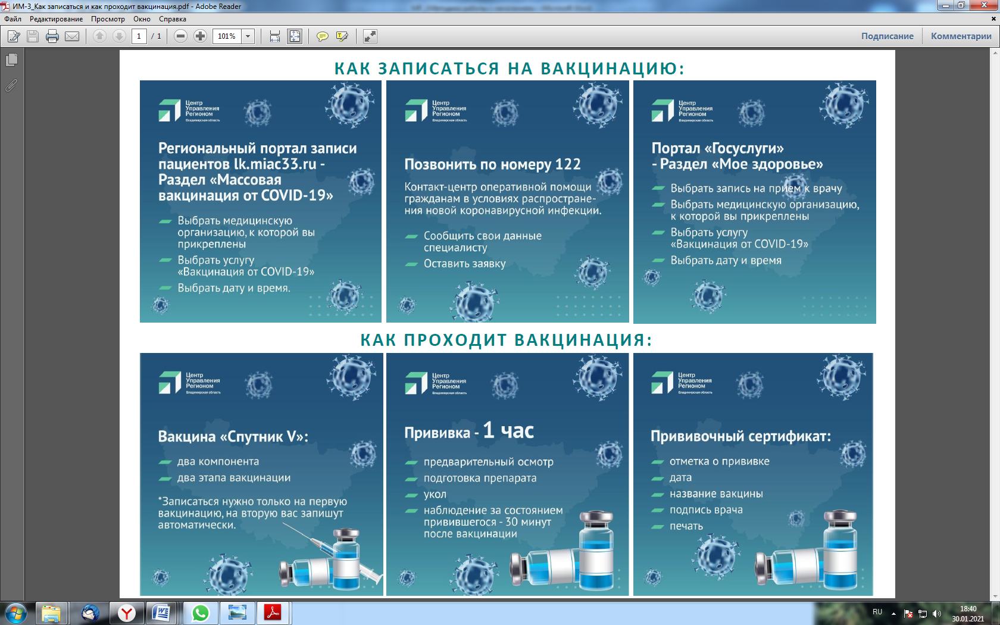 ИМ-3_Как записаться и как проходит вакцинация.pdf - Adobe Reader
Файл Редактирование Просмотр Окно Справка
1 / 1 101% Подписание Комментарии
КАК ЗАПИСАТЬСЯ НА ВАКЦИНАЦИЮ:
Центр
Управления
Регионом
Владимирская область
Региональный портал записи
пациентов lk.miac33.ru -
Раздел «Массовая
вакцинация от COVID-19»
Выбрать медицинскую
организацию, к которой вы
прикреплены
Выбрать услугу
«Вакцинация от COVID-19»
Выбрать дату и время.
Центр
Управления
Регионом
Владимирская область
Позвонить по номеру 122
Контакт-центр оперативной помощи
гражданам в условиях распростране-
ния новой коронавирусной инфекции.
Сообщить свои данные
специалисту
Оставить заявку
Центр
Управления
Регионом
Владимирская область
Портал «Госуслуги»
- Раздел «Мое здоровье»
Выбрать запись на прием к врачу
Выбрать медицинскую организацию,
к которой вы прикреплены
Выбрать услугу
«Вакцинация от COVID-19»
Выбрать дату и время
КАК ПРОХОДИТ ВАКЦИНАЦИЯ:
Центр
Управления
Регионом
Владимирская область
Вакцина «Спутник V»:
два компонента
два этапа вакцинации
*Записаться нужно только на первую
вакцинацию, на вторую вас запишут
автоматически.
Центр
Управления
Регионом
Владимирская область
Прививка - 1 час
предварительный осмотр
подготовка препарата
укол
наблюдение за состоянием
привившегося - 30 минут
после вакцинации
Центр
Управления
Регионом
Владимирская область
Прививочный сертификат:
отметка о прививке
дата
название вакцины
подпись врача
печать
RU
18:40
30.01.2021